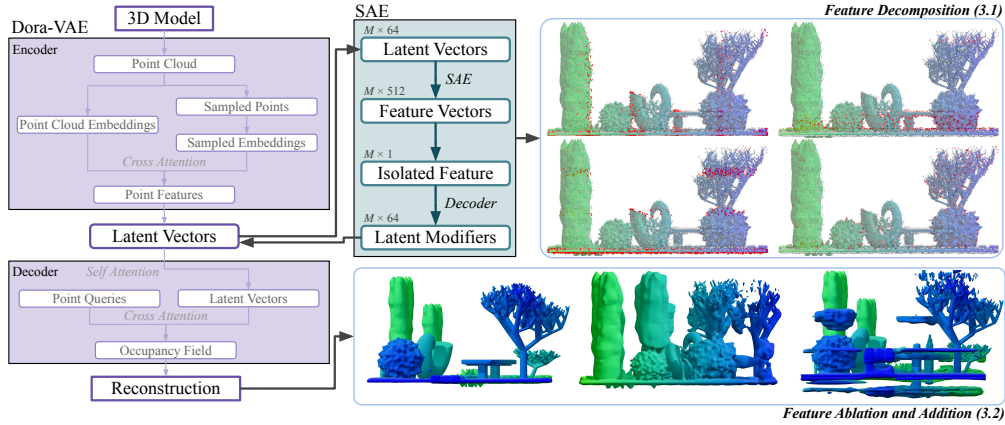 3D Model
Dora-VAE
Encoder
Point Cloud
Sampled Points
Point Cloud Embeddings
Sampled Embeddings
Cross Attention
Point Features
Latent Vectors
Decoder
Self Attention
Point Queries
Latent Vectors
Cross Attention
Occupancy Field
Reconstruction
SAE
M × 64
Latent Vectors
SAE
M × 512
Feature Vectors
M × 1
Isolated Feature
Decoder
M × 64
Latent Modifiers
Feature Decomposition (3.1)
Feature Ablation and Addition (3.2)